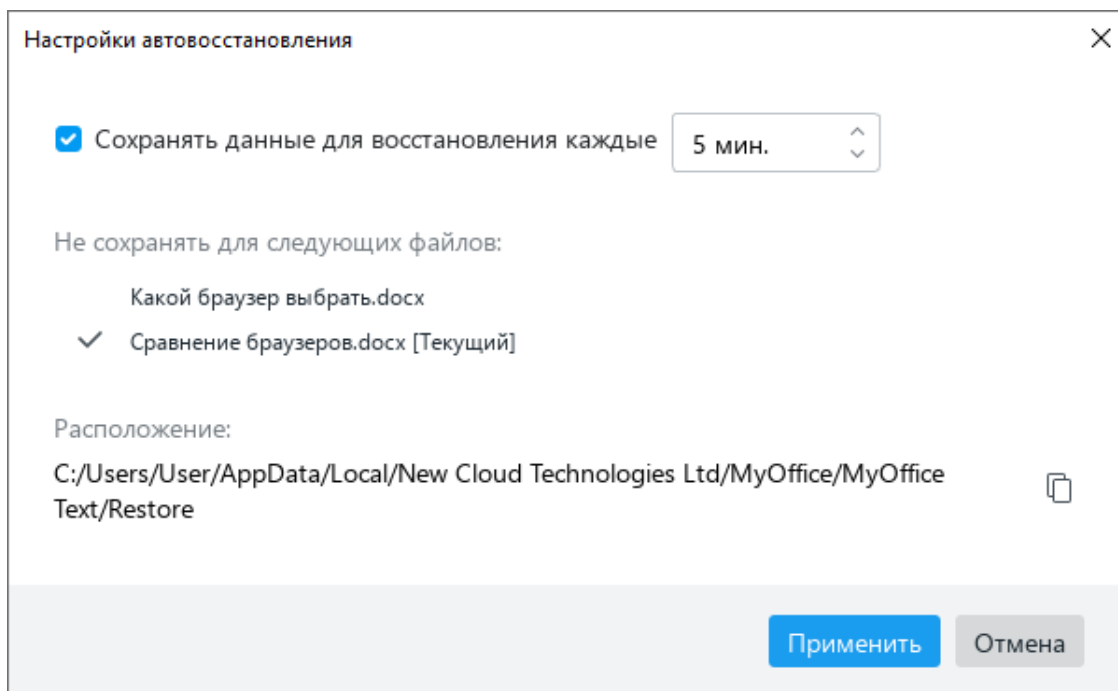 Настройки автовосстановления
Сохранять данные для восстановления каждые 5 мин.
Не сохранять для следующих файлов:
Какой браузер выбрать.docx
Сравнение браузеров.docx [Текущий]
Расположение:
C:/Users/User/AppData/Local/New Cloud Technologies Ltd/MyOffice/MyOffice
Text/Restore
Применить Отмена